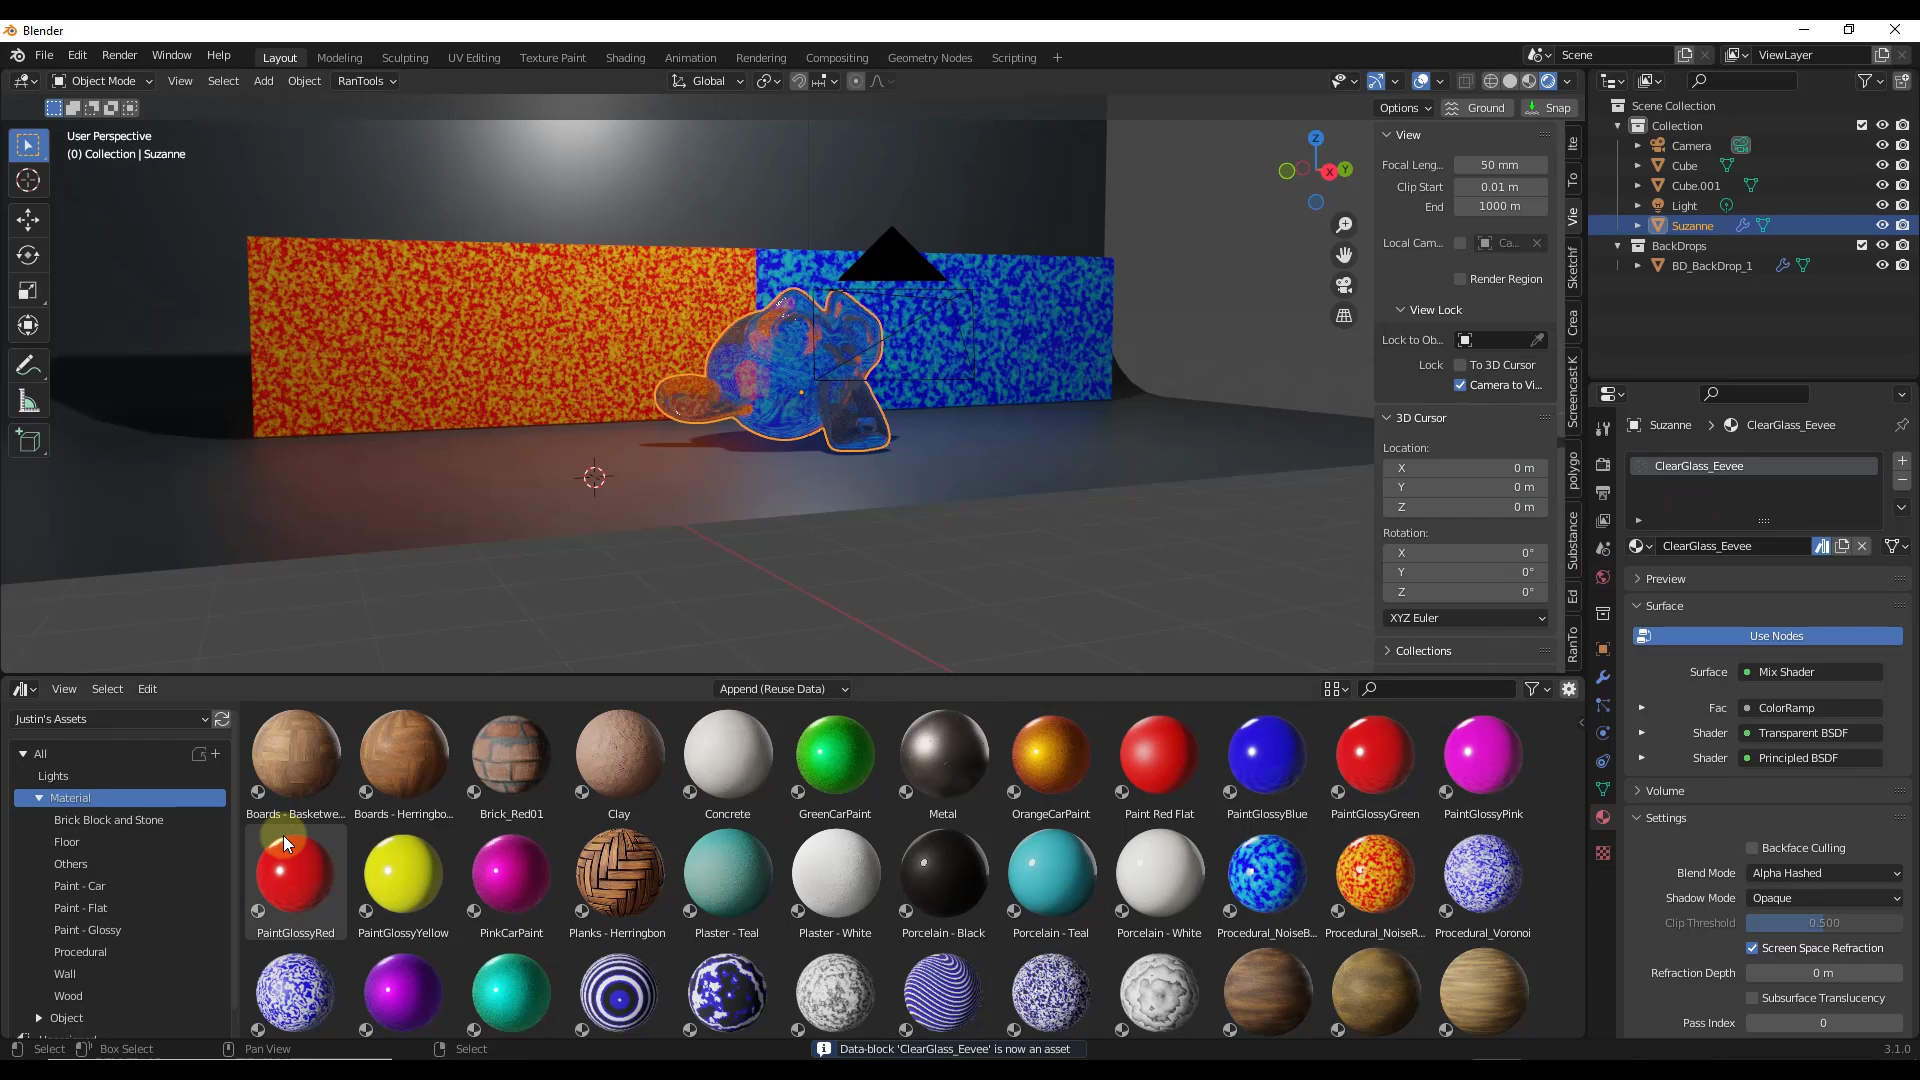 Blender
File Edit Render Window Help
Layout Modeling Sculpting UV Editing Texture Paint Shading Animation Rendering Compositing Geometry Nodes Scripting +
Scene
ViewLayer
Object Mode View Select Add Object RanTools
Global
Options Ground Snap
User Perspective
(0) Collection | Suzanne
Z
X
Y
View
Focal Leng... 50 mm
Clip Start 0.01 m
End 1000 m
Local Cam... Ca...
Render Region
View Lock
Lock to Ob...
Lock To 3D Cursor
Camera to Vi...
3D Cursor
Location:
X 0 m
Y 0 m
Z 0 m
Rotation:
X 0°
Y 0°
Z 0°
XYZ Euler
Collections
Ite
To
Vie
Sketchf
Crea
Screencast K
polygo
Substance
Ed
RanTo
Scene Collection
Collection
Camera
Cube
Cube.001
Light
Suzanne
BackDrops
BD_BackDrop_1
Suzanne > ClearGlass_Eevee
ClearGlass_Eevee
ClearGlass_Eevee
Preview
Surface
Use Nodes
Surface Mix Shader
Fac ColorRamp
Shader Transparent BSDF
Shader Principled BSDF
Volume
Settings
Backface Culling
Blend Mode Alpha Hashed
Shadow Mode Opaque
Clip Threshold 0.500
Screen Space Refraction
Refraction Depth 0 m
Subsurface Translucency
Pass Index 0
View Select Edit
Append (Reuse Data)
Justin's Assets
All
Lights
Material
Brick Block and Stone
Floor
Others
Paint - Car
Paint - Flat
Paint - Glossy
Procedural
Wall
Wood
Object
Boards - Basketwe... Boards - Herringbo... Brick_Red01 Clay Concrete GreenCarPaint Metal OrangeCarPaint Paint Red Flat PaintGlossyBlue PaintGlossyGreen PaintGlossyPink
PaintGlossyRed PaintGlossyYellow PinkCarPaint Planks - Herringbon Plaster - Teal Plaster - White Porcelain - Black Porcelain - Teal Porcelain - White Procedural_NoiseB... Procedural_NoiseR... Procedural_Voronoi
Select Box Select Pan View Select
Data-block 'ClearGlass_Eevee' is now an asset
3.1.0